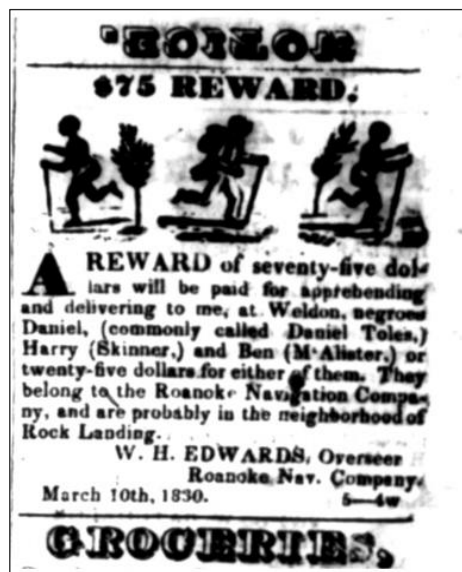 'ECILOR
$75 REWARD.
A REWARD of seventy-five dol-
lars will be paid for apprehending
and delivering to me, at Weldon, negroes
Daniel, (commonly called Daniel Toles,)
Harry (Skinner,) and Ben (M'Alister,) or
twenty-five dollars for either of them. They
belong to the Roanoke Navigation Compa-
ny, and are probably in the neighborhood of
Rock Landing.
W. H. EDWARDS, Overseer
Roanoke Nav. Company.
March 10th, 1830. 5—4w
GROCERIES,